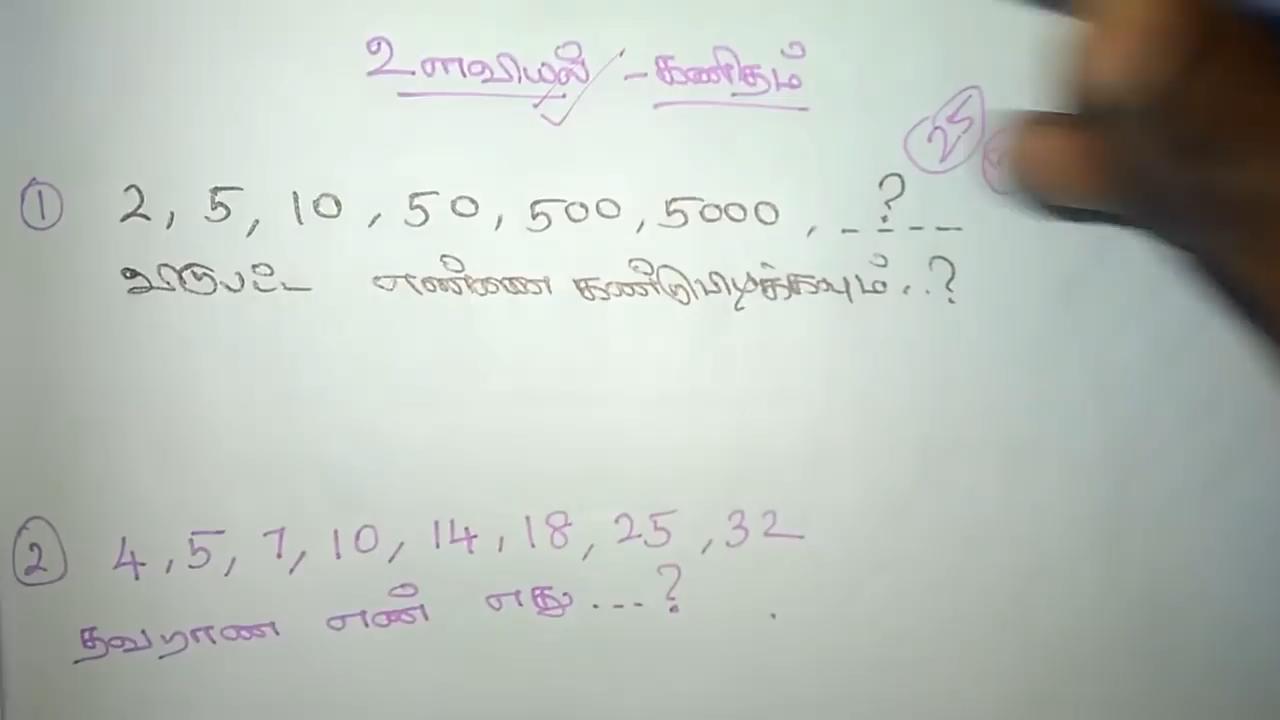 உளவியல் - கணிதம்
25
① 2, 5, 10, 50, 500, 5000, _ ? _ _
விடுபட்ட எண்ணை கண்டுபிடிக்கவும்..?
② 4, 5, 7, 10, 14, 18, 25, 32
தவறான எண் எது...?